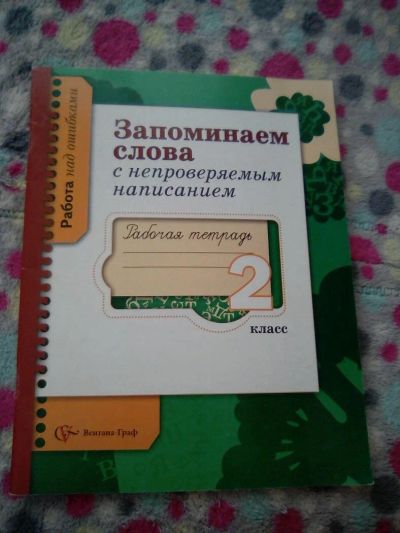 Работа над ошибками
Запоминаем
слова
с непроверяемым
написанием
Рабочая тетрадь
2
класс
Вентана-Граф